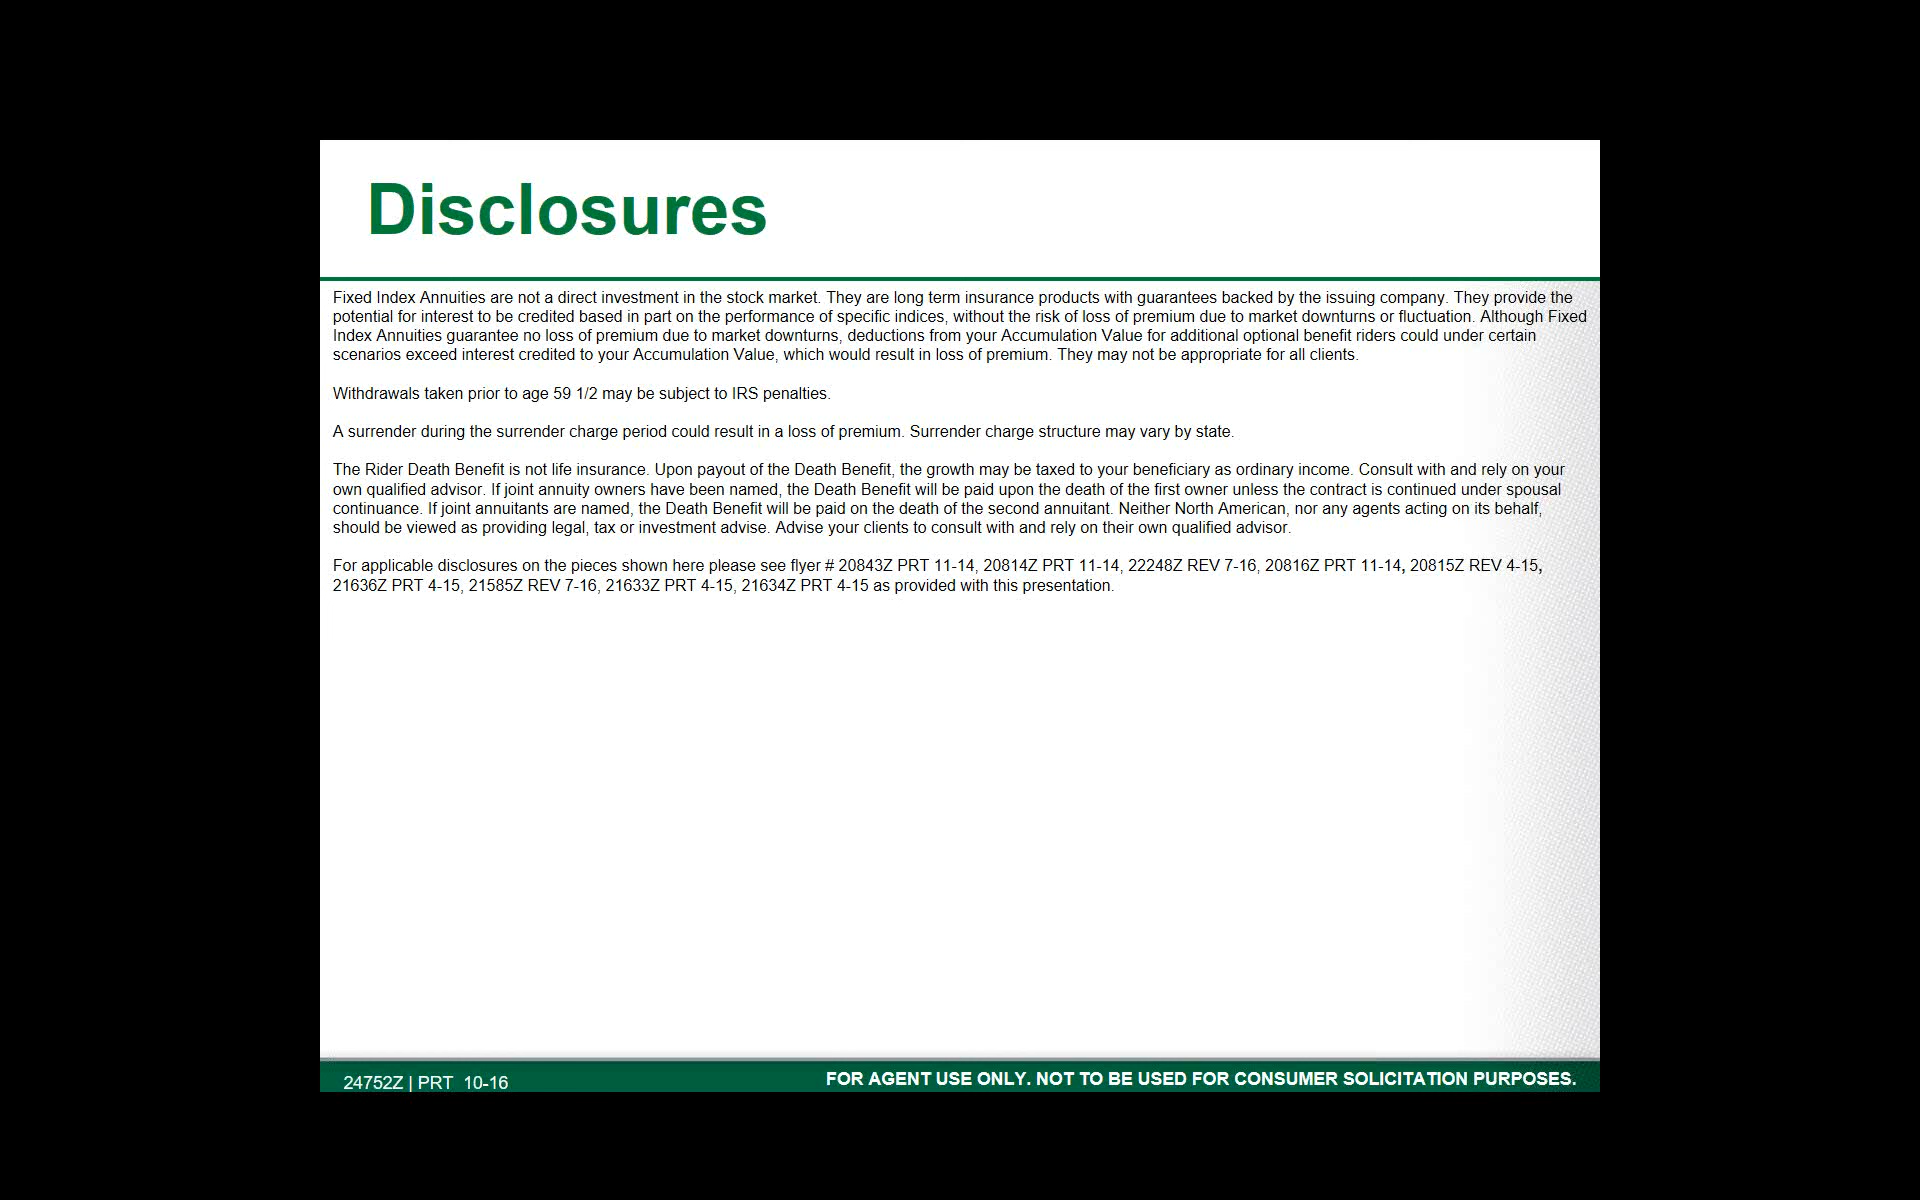 Disclosures
Fixed Index Annuities are not a direct investment in the stock market. They are long term insurance products with guarantees backed by the issuing company. They provide the
potential for interest to be credited based in part on the performance of specific indices, without the risk of loss of premium due to market downturns or fluctuation. Although Fixed
Index Annuities guarantee no loss of premium due to market downturns, deductions from your Accumulation Value for additional optional benefit riders could under certain
scenarios exceed interest credited to your Accumulation Value, which would result in loss of premium. They may not be appropriate for all clients.
Withdrawals taken prior to age 59 1/2 may be subject to IRS penalties.
A surrender during the surrender charge period could result in a loss of premium. Surrender charge structure may vary by state.
The Rider Death Benefit is not life insurance. Upon payout of the Death Benefit, the growth may be taxed to your beneficiary as ordinary income. Consult with and rely on your
own qualified advisor. If joint annuity owners have been named, the Death Benefit will be paid upon the death of the first owner unless the contract is continued under spousal
continuance. If joint annuitants are named, the Death Benefit will be paid on the death of the second annuitant. Neither North American, nor any agents acting on its behalf,
should be viewed as providing legal, tax or investment advise. Advise your clients to consult with and rely on their own qualified advisor.
For applicable disclosures on the pieces shown here please see flyer # 20843Z PRT 11-14, 20814Z PRT 11-14, 22248Z REV 7-16, 20816Z PRT 11-14, 20815Z REV 4-15,
21636Z PRT 4-15, 21585Z REV 7-16, 21633Z PRT 4-15, 21634Z PRT 4-15 as provided with this presentation.
24752Z | PRT 10-16
FOR AGENT USE ONLY. NOT TO BE USED FOR CONSUMER SOLICITATION PURPOSES.